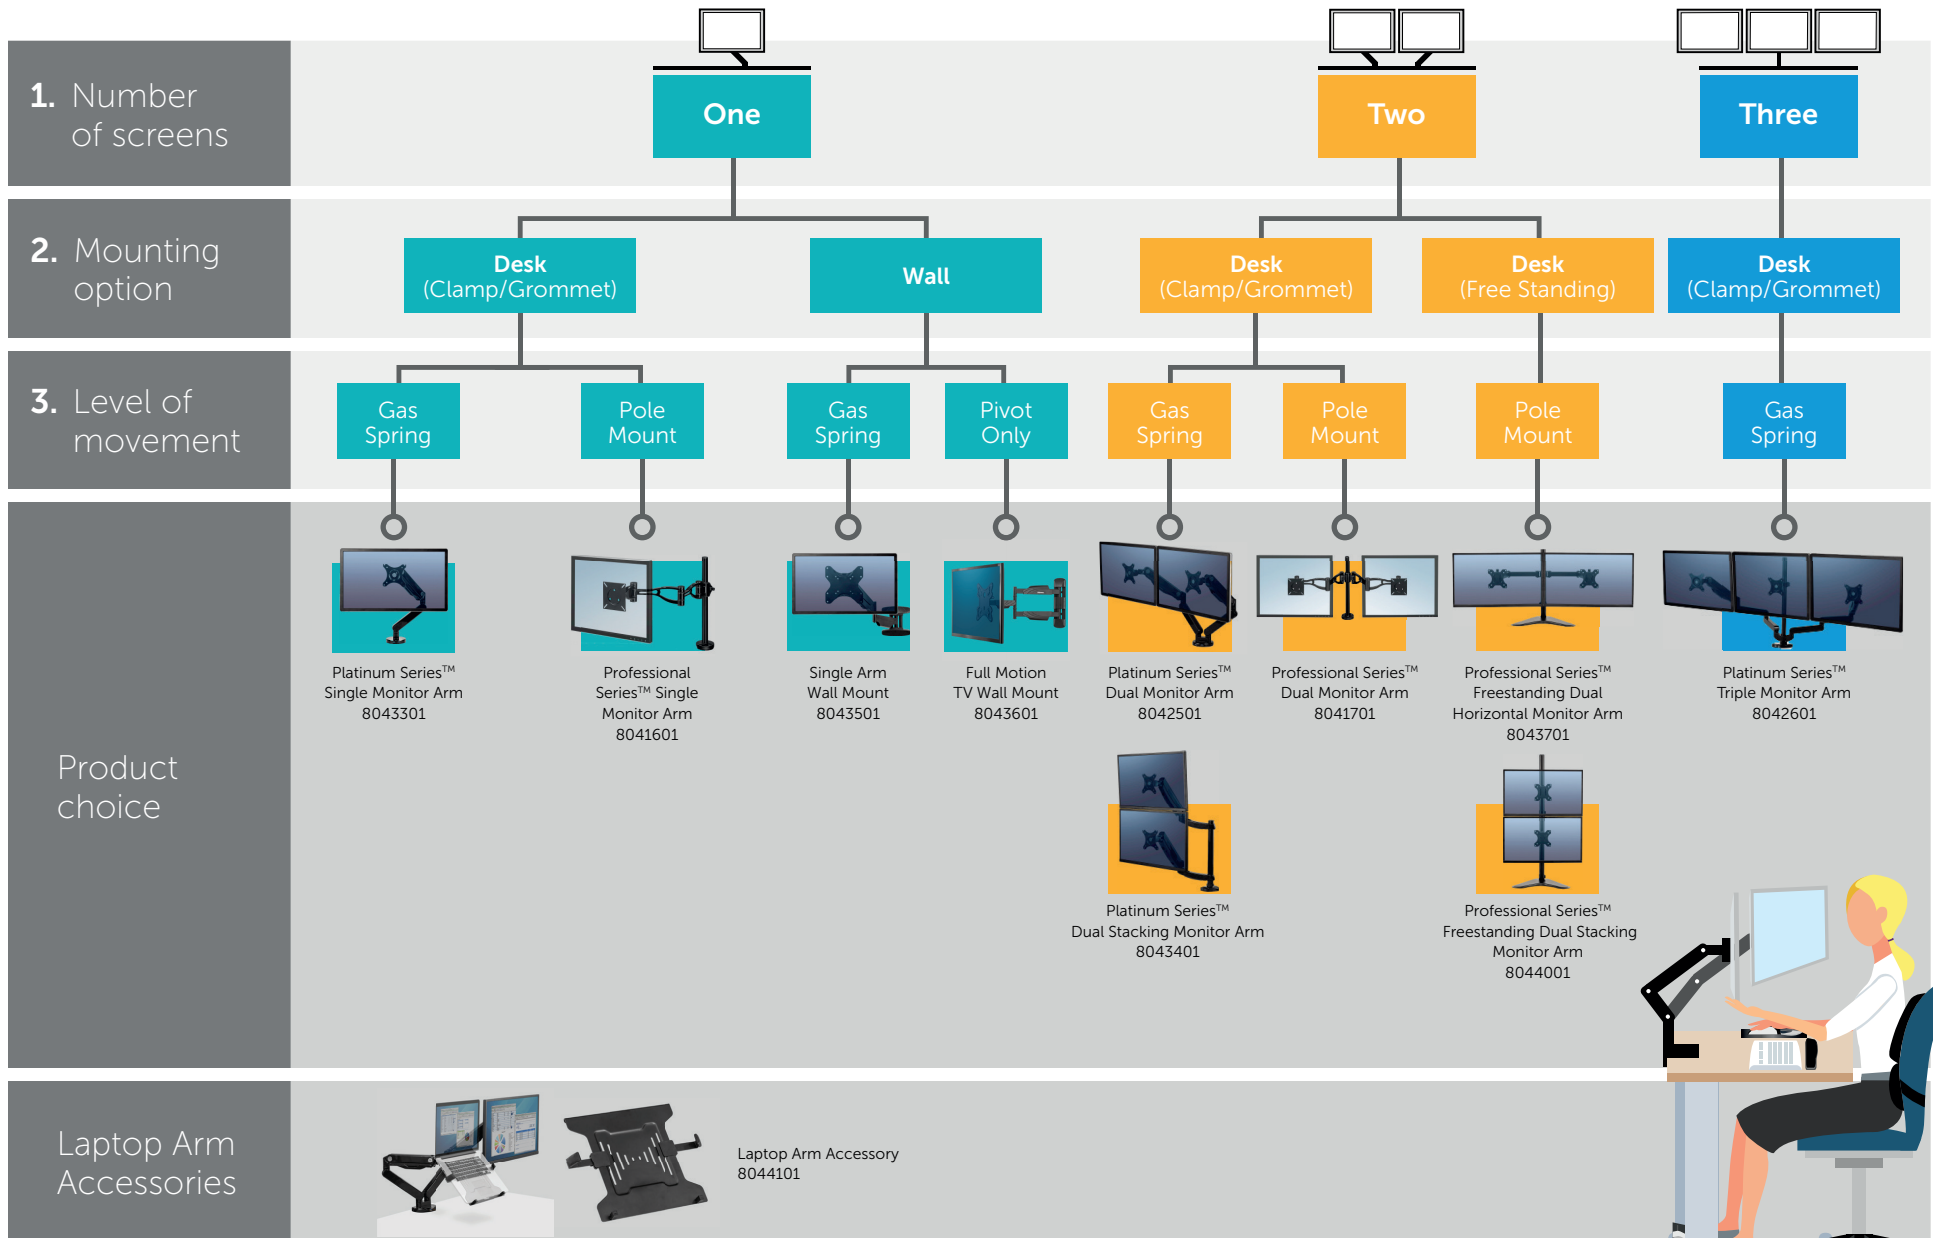 1. Number
of screens
One
Two
Three
2. Mounting
option
Desk
(Clamp/Grommet)
Wall
Desk
(Clamp/Grommet)
Desk
(Free Standing)
Desk
(Clamp/Grommet)
3. Level of
movement
Gas
Spring
Pole
Mount
Gas
Spring
Pivot
Only
Gas
Spring
Pole
Mount
Pole
Mount
Gas
Spring
Product
choice
Platinum Series™
Single Monitor Arm
8043301
Professional
Series™ Single
Monitor Arm
8041601
Single Arm
Wall Mount
8043501
Full Motion
TV Wall Mount
8043601
Platinum Series™
Dual Monitor Arm
8042501
Professional Series™
Dual Monitor Arm
8041701
Professional Series™
Freestanding Dual
Horizontal Monitor Arm
8043701
Platinum Series™
Triple Monitor Arm
8042601
Platinum Series™
Dual Stacking Monitor Arm
8043401
Professional Series™
Freestanding Dual Stacking
Monitor Arm
8044001
Laptop Arm
Accessories
Laptop Arm Accessory
8044101